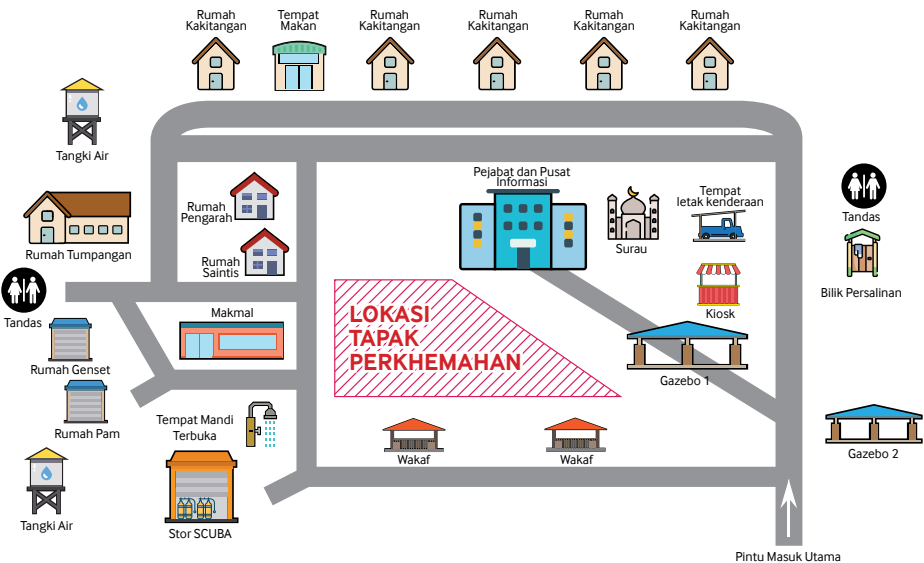 Rumah
Kakitangan
Tempat
Makan
Rumah
Kakitangan
Rumah
Kakitangan
Rumah
Kakitangan
Rumah
Kakitangan
Tangki Air
Rumah
Pengarah
Pejabat dan Pusat
Informasi
Surau
Tempat
letak kenderaan
Tandas
Rumah Tumpangan
Rumah
Saintis
Bilik Persalinan
Tandas
Makmal
LOKASI
TAPAK
PERKHEMAHAN
Kiosk
Rumah Genset
Gazebo 1
Rumah Pam
Tempat Mandi
Terbuka
Wakaf
Wakaf
Gazebo 2
Tangki Air
Stor SCUBA
Pintu Masuk Utama